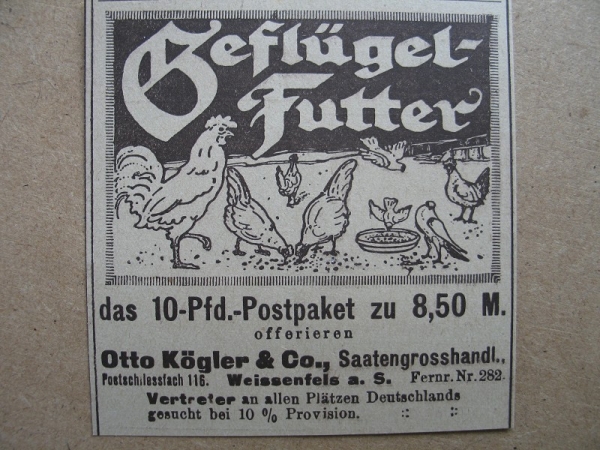 Geflügel-
Futter
das 10-Pfd.-Postpaket zu 8,50 M.
offerieren
Otto Kögler & Co., Saatengrosshandl.,
Postschliessfach 116. Weissenfels a. S. Fernr. Nr. 282.
Vertreter an allen Plätzen Deutschlands
gesucht bei 10 % Provision. :: ::